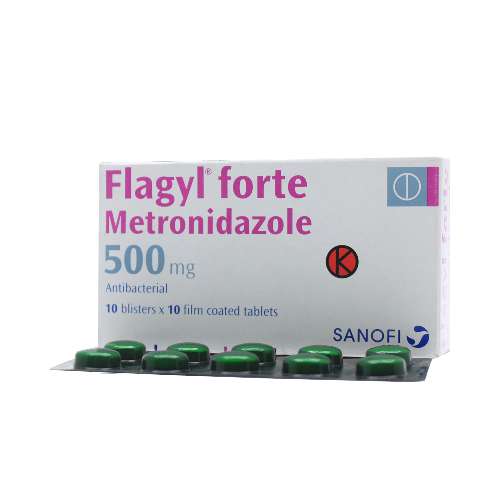 Flagyl® forte
Metronidazole
500 mg
Antibacterial
10 blisters x 10 film coated tablets
K
SANOFI